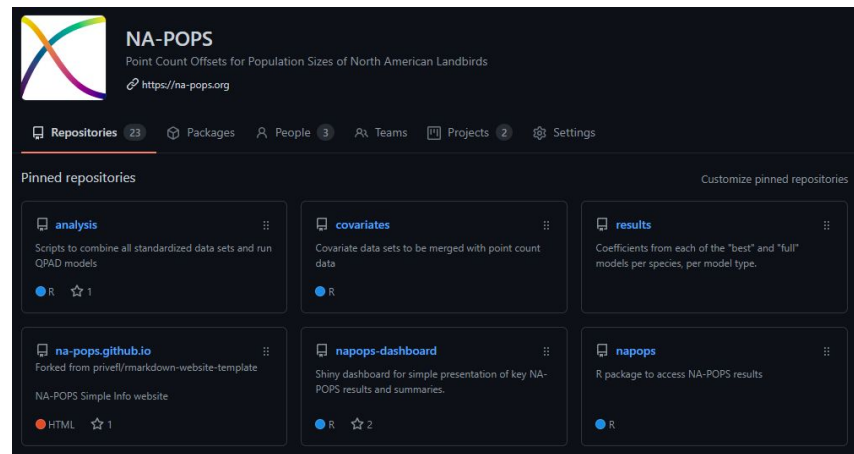 NA-POPS
Point Count Offsets for Population Sizes of North American Landbirds
https://na-pops.org
Repositories 23 Packages People 3 Teams Projects 2 Settings
Pinned repositories
Customize pinned repositories
analysis
Scripts to combine all standardized data sets and run
QPAD models
R 1
covariates
Covariate data sets to be merged with point count
data
R
results
Coefficients from each of the "best" and "full"
models per species, per model type.
na-pops.github.io
Forked from privefl/rmarkdown-website-template
NA-POPS Simple Info website
HTML 1
napops-dashboard
Shiny dashboard for simple presentation of key NA-
POPS results and summaries.
R 2
napops
R package to access NA-POPS results
R